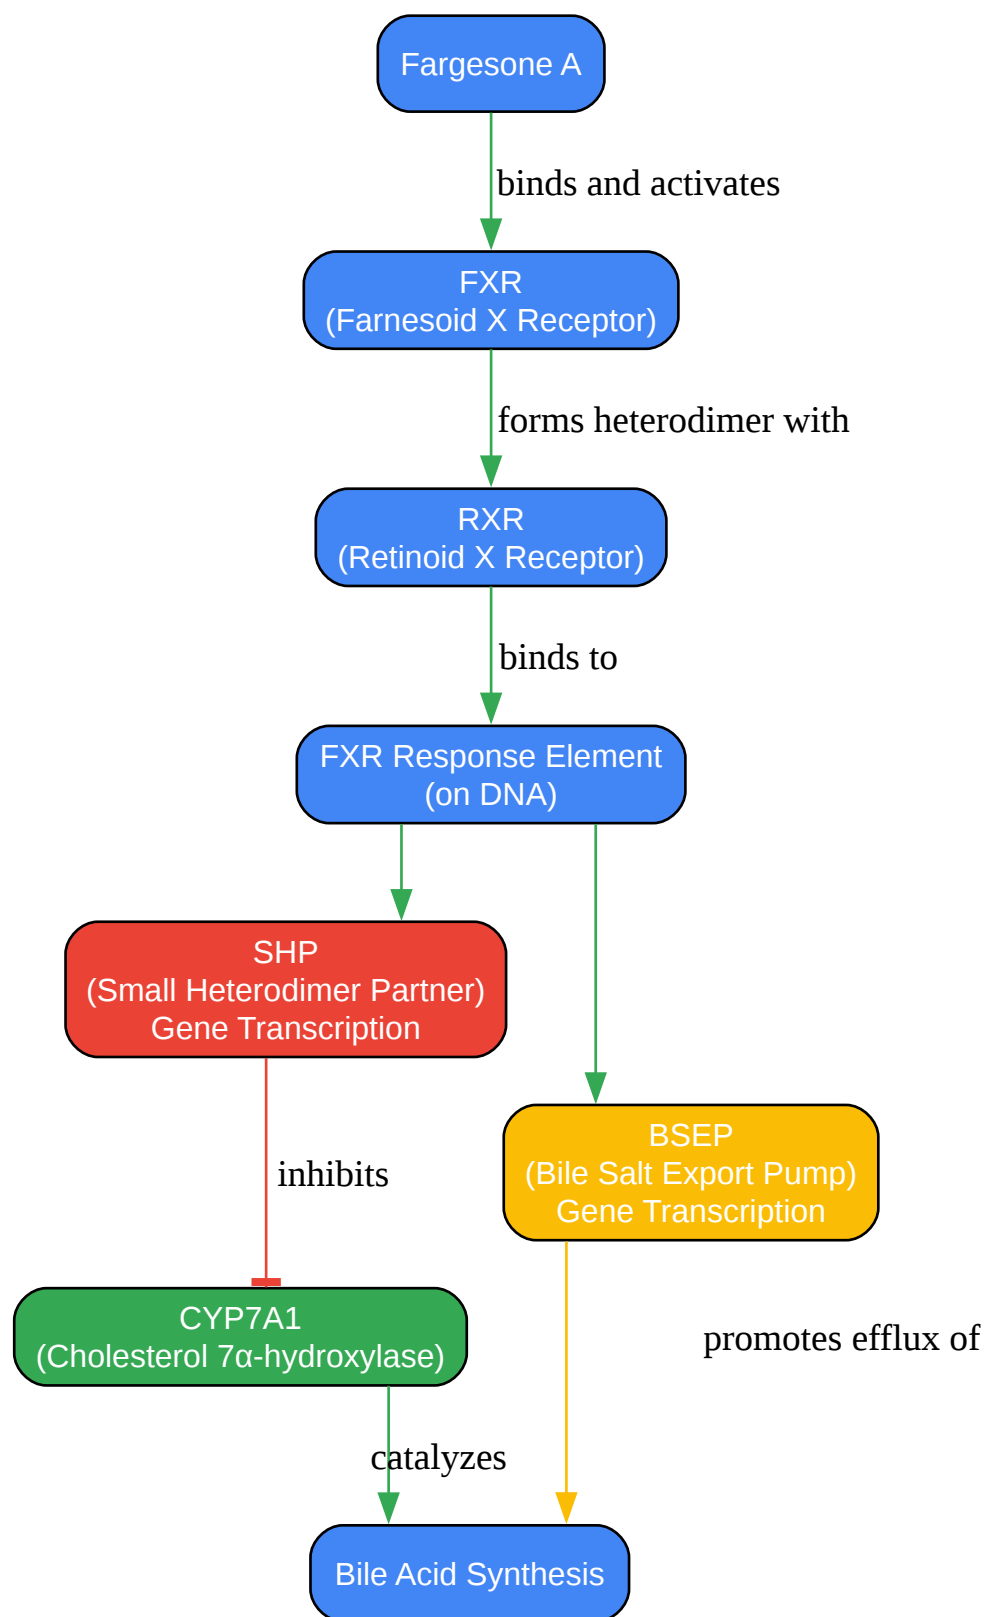 Fargesone A
binds and activates
FXR
(Farnesoid X Receptor)
forms heterodimer with
RXR
(Retinoid X Receptor)
binds to
FXR Response Element
(on DNA)
SHP
(Small Heterodimer Partner)
Gene Transcription
BSEP
(Bile Salt Export Pump)
Gene Transcription
inhibits
CYP7A1
(Cholesterol 7α-hydroxylase)
promotes efflux of
catalyzes
Bile Acid Synthesis